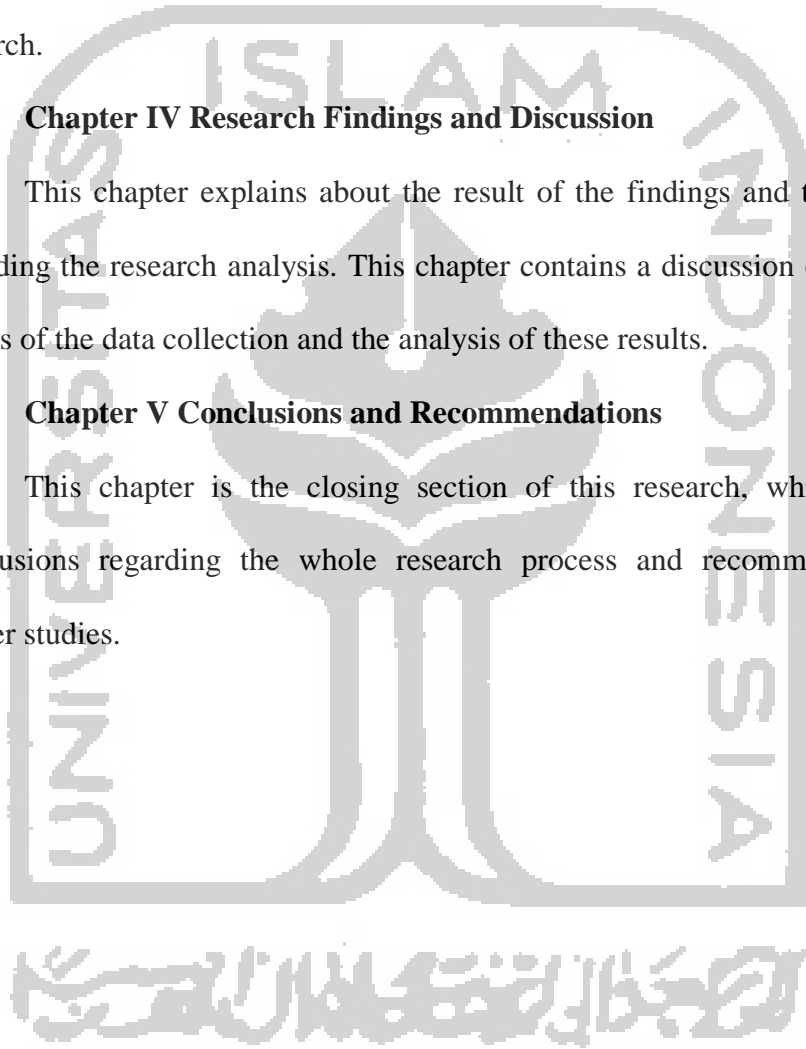 rch.
ISLAM
Chapter IV Research Findings and Discussion
This chapter explains about the result of the findings and t
ding the research analysis. This chapter contains a discussion
s of the data collection and the analysis of these results.
Chapter V Conclusions and Recommendations
This chapter is the closing section of this research, wh
usions regarding the whole research process and recomm
er studies.
UNIVERSITAS
INDONESIA